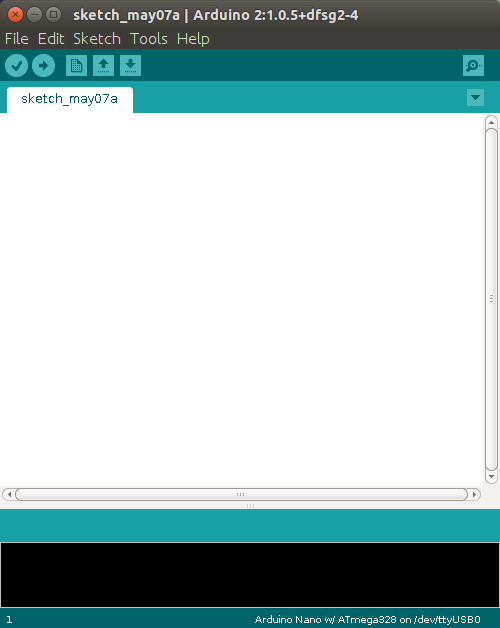 sketch_may07a | Arduino 2:1.0.5+dfsg2-4
File Edit Sketch Tools Help
sketch_may07a
1 Arduino Nano w/ ATmega328 on /dev/ttyUSB0